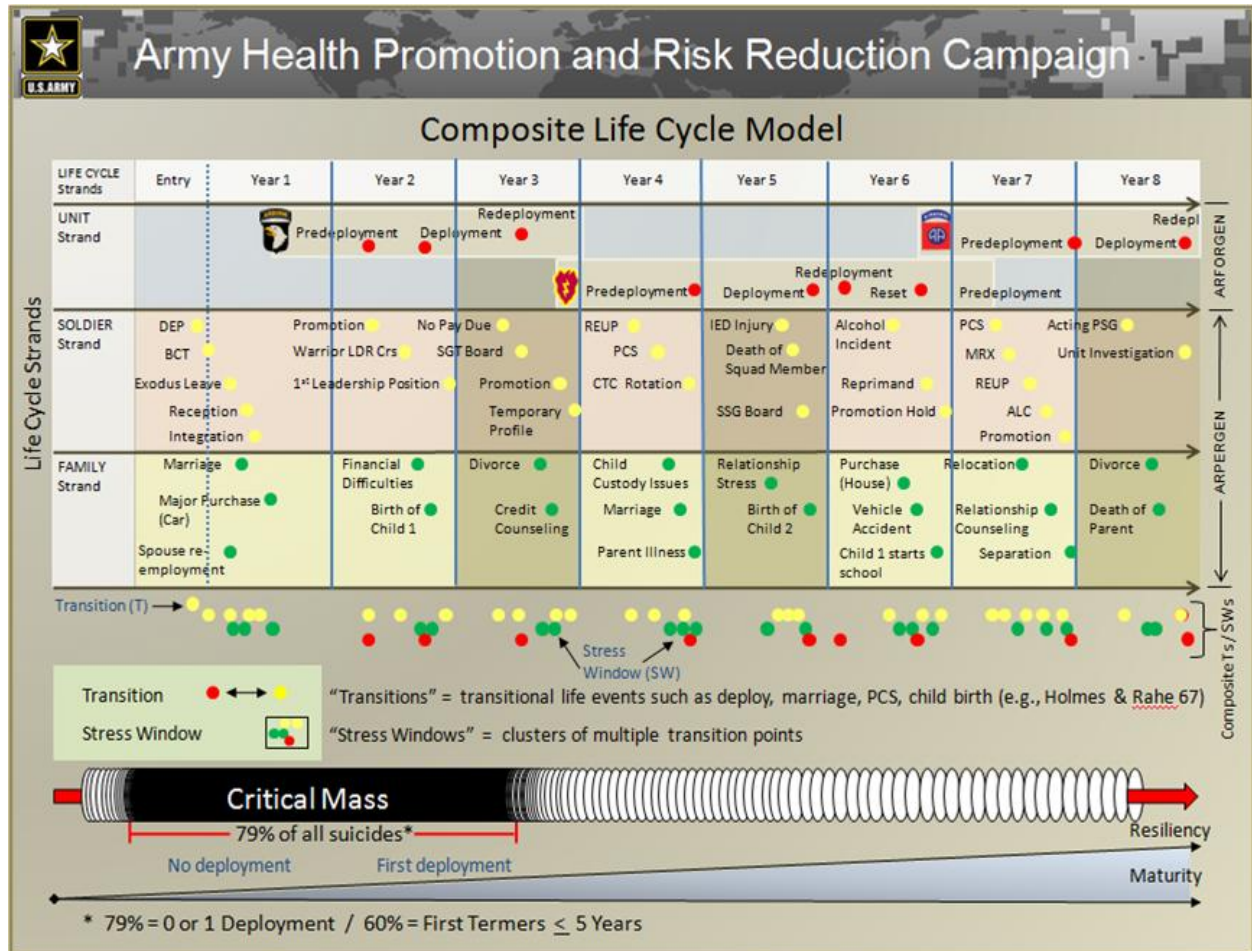 U.S.ARMY
Army Health Promotion and Risk Reduction Campaign
Composite Life Cycle Model
LIFE CYCLE
Strands
Entry
Year 1
Year 2
Year 3
Year 4
Year 5
Year 6
Year 7
Year 8
Life Cycle Strands
UNIT
Strand
Predeployment
Deployment
Redeployment
Predeployment
Deployment
Redeployment
Reset
Predeployment
Predeployment
Deployment
Redepl
AA
ARFORGEN
SOLDIER
Strand
DEP
BCT
Exodus Leave
Reception
Integration
Promotion
Warrior LDR Crs
1st Leadership Position
No Pay Due
SGT Board
Promotion
Temporary
Profile
REUP
PCS
CTC Rotation
IED Injury
Death of
Squad Member
SSG Board
Alcohol
Incident
Reprimand
Promotion Hold
PCS
MRX
REUP
ALC
Promotion
Acting PSG
Unit Investigation
ARPERGEN
FAMILY
Strand
Marriage
Major Purchase
(Car)
Spouse re-
employment
Financial
Difficulties
Birth of
Child 1
Divorce
Credit
Counseling
Child
Custody Issues
Marriage
Parent Illness
Relationship
Stress
Birth of
Child 2
Purchase
(House)
Vehicle
Accident
Child 1 starts
school
Relocation
Relationship
Counseling
Separation
Divorce
Death of
Parent
Transition (T)
Stress
Window (SW)
Composite Ts / SWs
Transition
"Transitions" = transitional life events such as deploy, marriage, PCS, child birth (e.g., Holmes & Rahe 67)
Stress Window
"Stress Windows" = clusters of multiple transition points
Critical Mass
79% of all suicides*
Resiliency
No deployment
First deployment
Maturity
* 79% = 0 or 1 Deployment / 60% = First Termers ≤ 5 Years